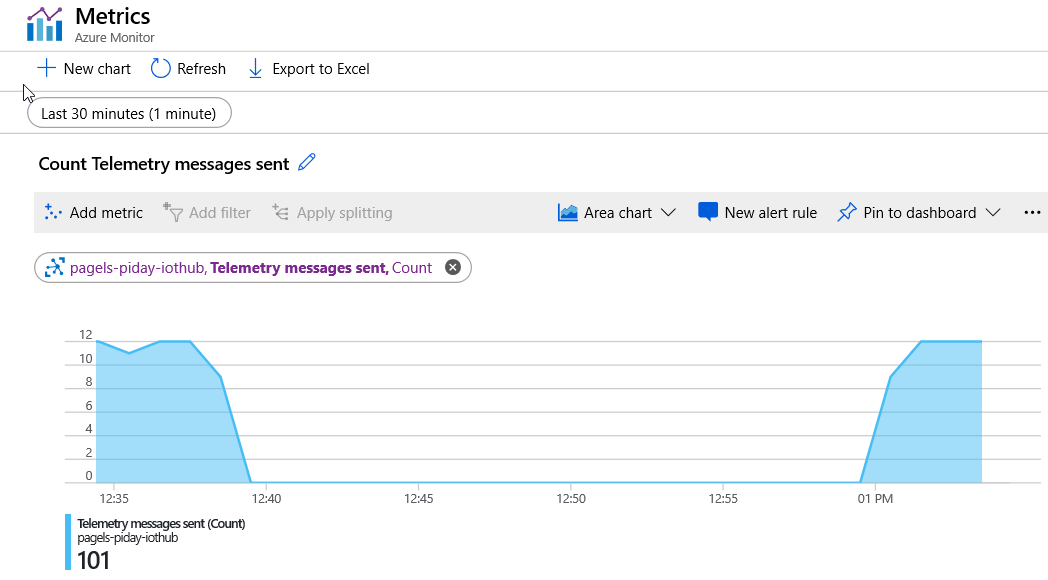 Metrics
Azure Monitor
New chart Refresh Export to Excel
Last 30 minutes (1 minute)
Count Telemetry messages sent
Add metric Add filter Apply splitting Area chart New alert rule Pin to dashboard ...
pagels-piday-iothub, Telemetry messages sent, Count
12
10
8
6
4
2
0
12:35 12:40 12:45 12:50 12:55 01 PM
Telemetry messages sent (Count)
pagels-piday-iothub
101